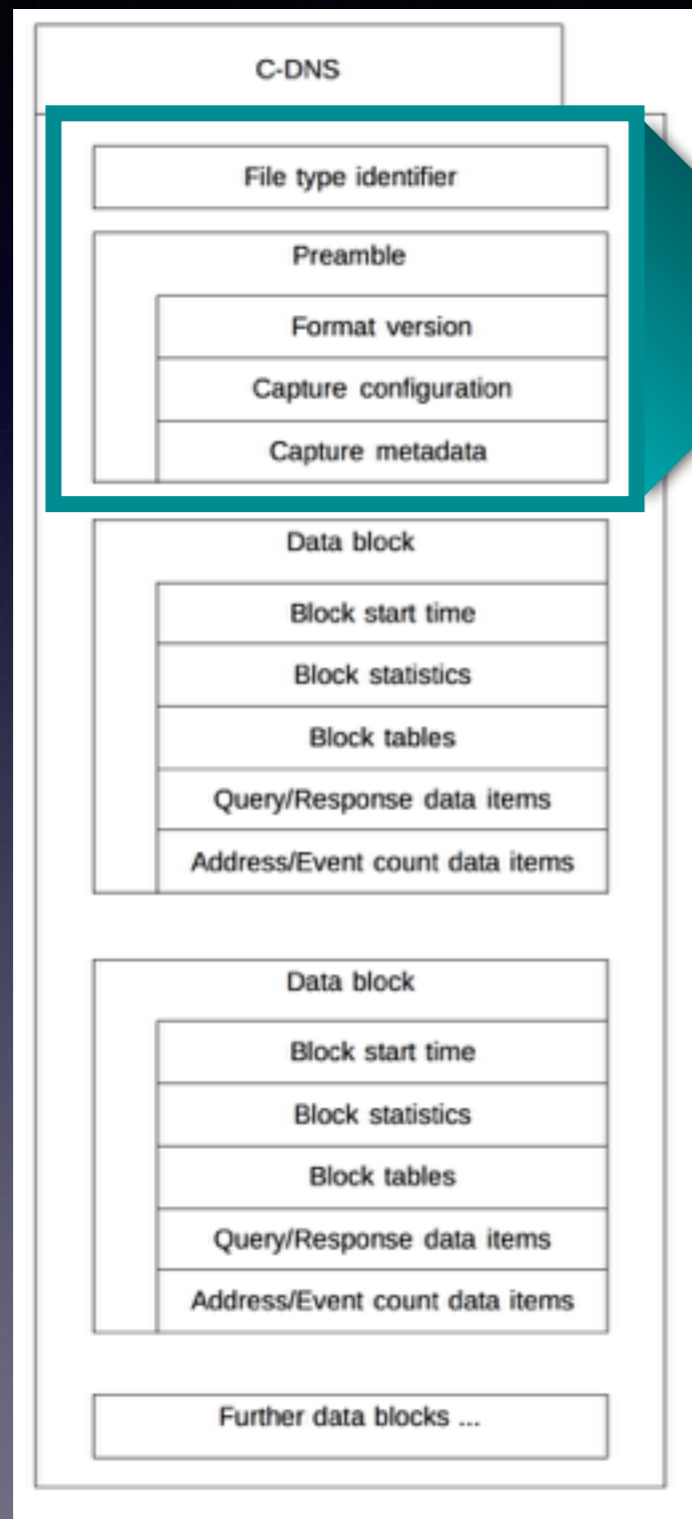 C-DNS
File type identifier
Preamble
Format version
Capture configuration
Capture metadata
Data block
Block start time
Block statistics
Block tables
Query/Response data items
Address/Event count data items
Data block
Block start time
Block statistics
Block tables
Query/Response data items
Address/Event count data items
Further data blocks ...